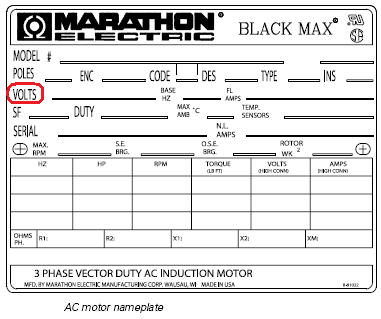 MARATHON ELECTRIC ® BLACK MAX®
MODEL #
POLES ENC CODE DES TYPE INS
VOLTS BASE HZ FL AMPS
SF DUTY MAX AMB °C TEMP. SENSORS
SERIAL N.L. AMPS
MAX. RPM S.E. BRG. O.S.E. BRG. ROTOR WK 2
HZ HP RPM TORQUE (LB FT) VOLTS (HIGH CONN) AMPS (HIGH CONN)
OHMS PH. R1: R2: X1: X2: XM:
3 PHASE VECTOR DUTY AC INDUCTION MOTOR
MFD. BY MARATHON ELECTRIC MANUFACTURING CORP. WAUSAU, WI MADE IN USA
AC motor nameplate